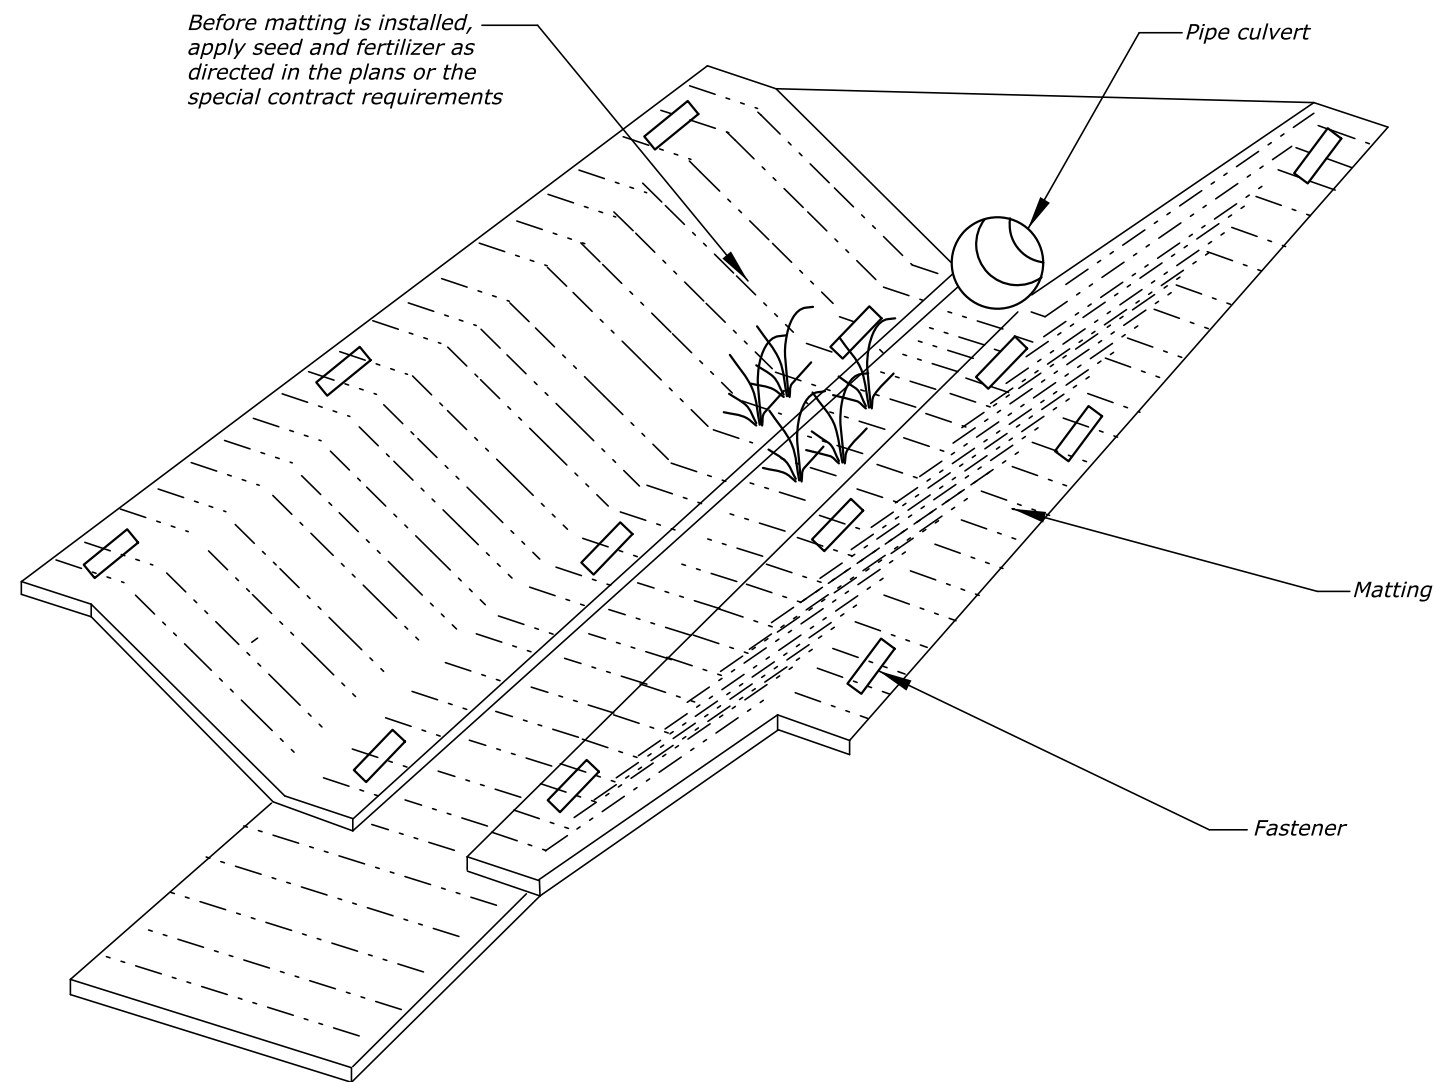 Before matting is installed,
apply seed and fertilizer as
directed in the plans or the
special contract requirements
Pipe culvert
Matting
Fastener